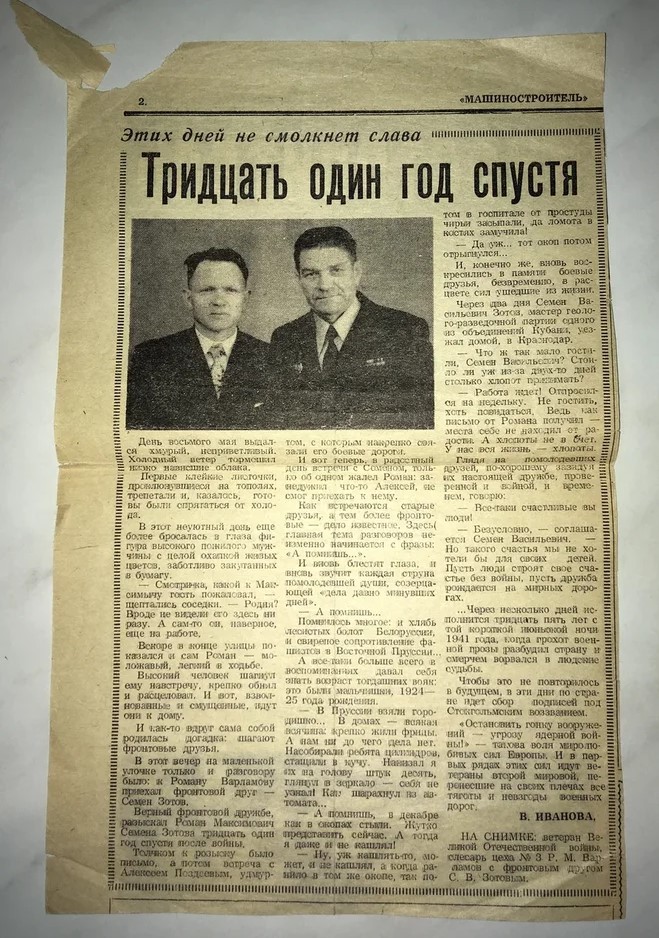 2.
«МАШИНОСТРОИТЕЛЬ»
Этих дней не смолкнет слава
Тридцать один год спустя
День восьмого мая выдал-
ся хмурый, неприветливый.
Холодный ветер тормошил
низко нависшие облака.
Первые клейкие листочки,
проклюнувшиеся на тополях,
трепетали и, казалось, гото-
вы были спрятаться от холо-
да.
В этот неуютный день еще
более бросалась в глаза фи-
гура высокого пожилого муж-
чины с целой охапкой живых
цветов, заботливо закутанных
в бумагу.
— Смотри-ка, какой к Мак-
симычу гость пожаловал, —
шептались соседки. — Родня?
Вроде не видели его здесь ни
разу. А сам-то он, наверное,
еще на работе.
Вскоре в конце улицы по-
казался и сам Роман — мо-
ложавый, легкий в ходьбе.
Высокий человек шагнул
ему навстречу, крепко обнял
и расцеловал. И вот, взвол-
нованные и смущенные, идут
они к дому.
И как-то вдруг сама собой
родилась догадка: шагают
фронтовые друзья.
В этот вечер на маленькой
улочке только и разговору
было: к Роману Варламову
приехал фронтовой друг —
Семен Зотов.
Верный фронтовой дружбе,
разыскал Роман Максимович
Семена Зотова тридцать один
год спустя после войны.
Толчком к розыску было
письмо, а потом встреча с
Алексеем Поздеевым, удмур-
том, с которым накрепко свя-
зали его боевые дороги.
И вот теперь, в радостный
день встречи с Семеном, толь-
ко об одном жалел Роман: за-
недужил что-то Алексей, не
смог приехать к нему.
Как встречаются старые
друзья, а тем более фронто-
вые — дело известное. Здесь
главная тема разговоров не-
изменно начинается с фразы:
«А помнишь...».
И вновь блестят глаза, и
вновь звучит каждая струна
помолодевшей души, созерца-
ющей «дела давно минувших
дней».
— А помнишь...
Помнилось многое: и хлябь
лесистых болот Белоруссии,
и свирепое сопротивление фа-
шистов в Восточной Пруссии...
А все-таки больше всего в
воспоминаниях давал себя
знать возраст тогдашних вояк:
это были мальчишки, 1924—
25 года рождения.
— В Пруссии взяли горо-
дишко... В домах — всякая
всячина: крепко жили фрицы.
А нам ни до чего дела нет.
Насобирали ребята цилиндров,
стащили в кучу. Навизал я
их на голову штук десять,
глянул в зеркало — себя не
узнал! Как шарахнул из ав-
томата...
— А помнишь, в декабре
как в окопах стыли. Жутко
представить сейчас. А тогда
я даже и не кашлял!
— Ну, уж кашлять-то, мо-
жет, и не кашлял, а когда ра-
нило в том же окопе, так по-
том в госпитале от простуды
чирьи засыпали, да ломота в
костях замучила!
— Да уж... тот окоп потом
отрыгнулся...
И, конечно же, вновь вос-
кресились в памяти боевые
друзья, безвременно, в рас-
цвете сил ушедшие из жизни.
Через два дня Семен Ва-
сильевич Зотов, мастер геоло-
го-разведочной партии одного
из объединений Кубани, уез-
жал домой, в Краснодар.
— Что ж так мало гости-
ли, Семен Васильевич? Стои-
ло ли уж из-за двух-то дней
столько хлопот принимать?
— Работа ждет! Отпросил-
ся на недельку. Не гостить,
хоть повидаться. Ведь как
письмо от Романа получил —
места себе не находил от ра-
дости. А хлопоты не в счет.
У нас вся жизнь — хлопоты.
Глядя на помолодевших
друзей, по-хорошему завидуя
их настоящей дружбе, прове-
ренной и войной, и време-
нем, говорю:
— Все-таки счастливые вы
люди!
— Безусловно, — соглаша-
ется Семен Васильевич. —
Но такого счастья мы не хо-
тели бы для своих детей.
Пусть люди строят свое сча-
стье без войны, пусть дружба
рождается на мирных доро-
гах.
...Через несколько дней ис-
полнится тридцать пять лет с
той короткой июньской ночи
1941 года, когда грохот воен-
ной грозы разбудил страну и
смерчем ворвался в людские
судьбы.
Чтобы это не повторилось
в будущем, в эти дни по стра-
не идет сбор подписей под
Стокгольмским воззванием.
«Остановить гонку вооруже-
ний — угрозу ядерной вой-
ны!» — такова воля миролю-
бивых сил Европы. И в пер-
вых рядах этих сил идут ве-
тераны второй мировой, пе-
ренесшие на своих плечах все
тяготы и невзгоды военных
дорог.
В. ИВАНОВА,
НА СНИМКЕ: ветеран Ве-
ликой Отечественной войны,
слесарь цеха № 3 Р. М. Вар-
ламов с фронтовым другом
С. В. Зотовым.